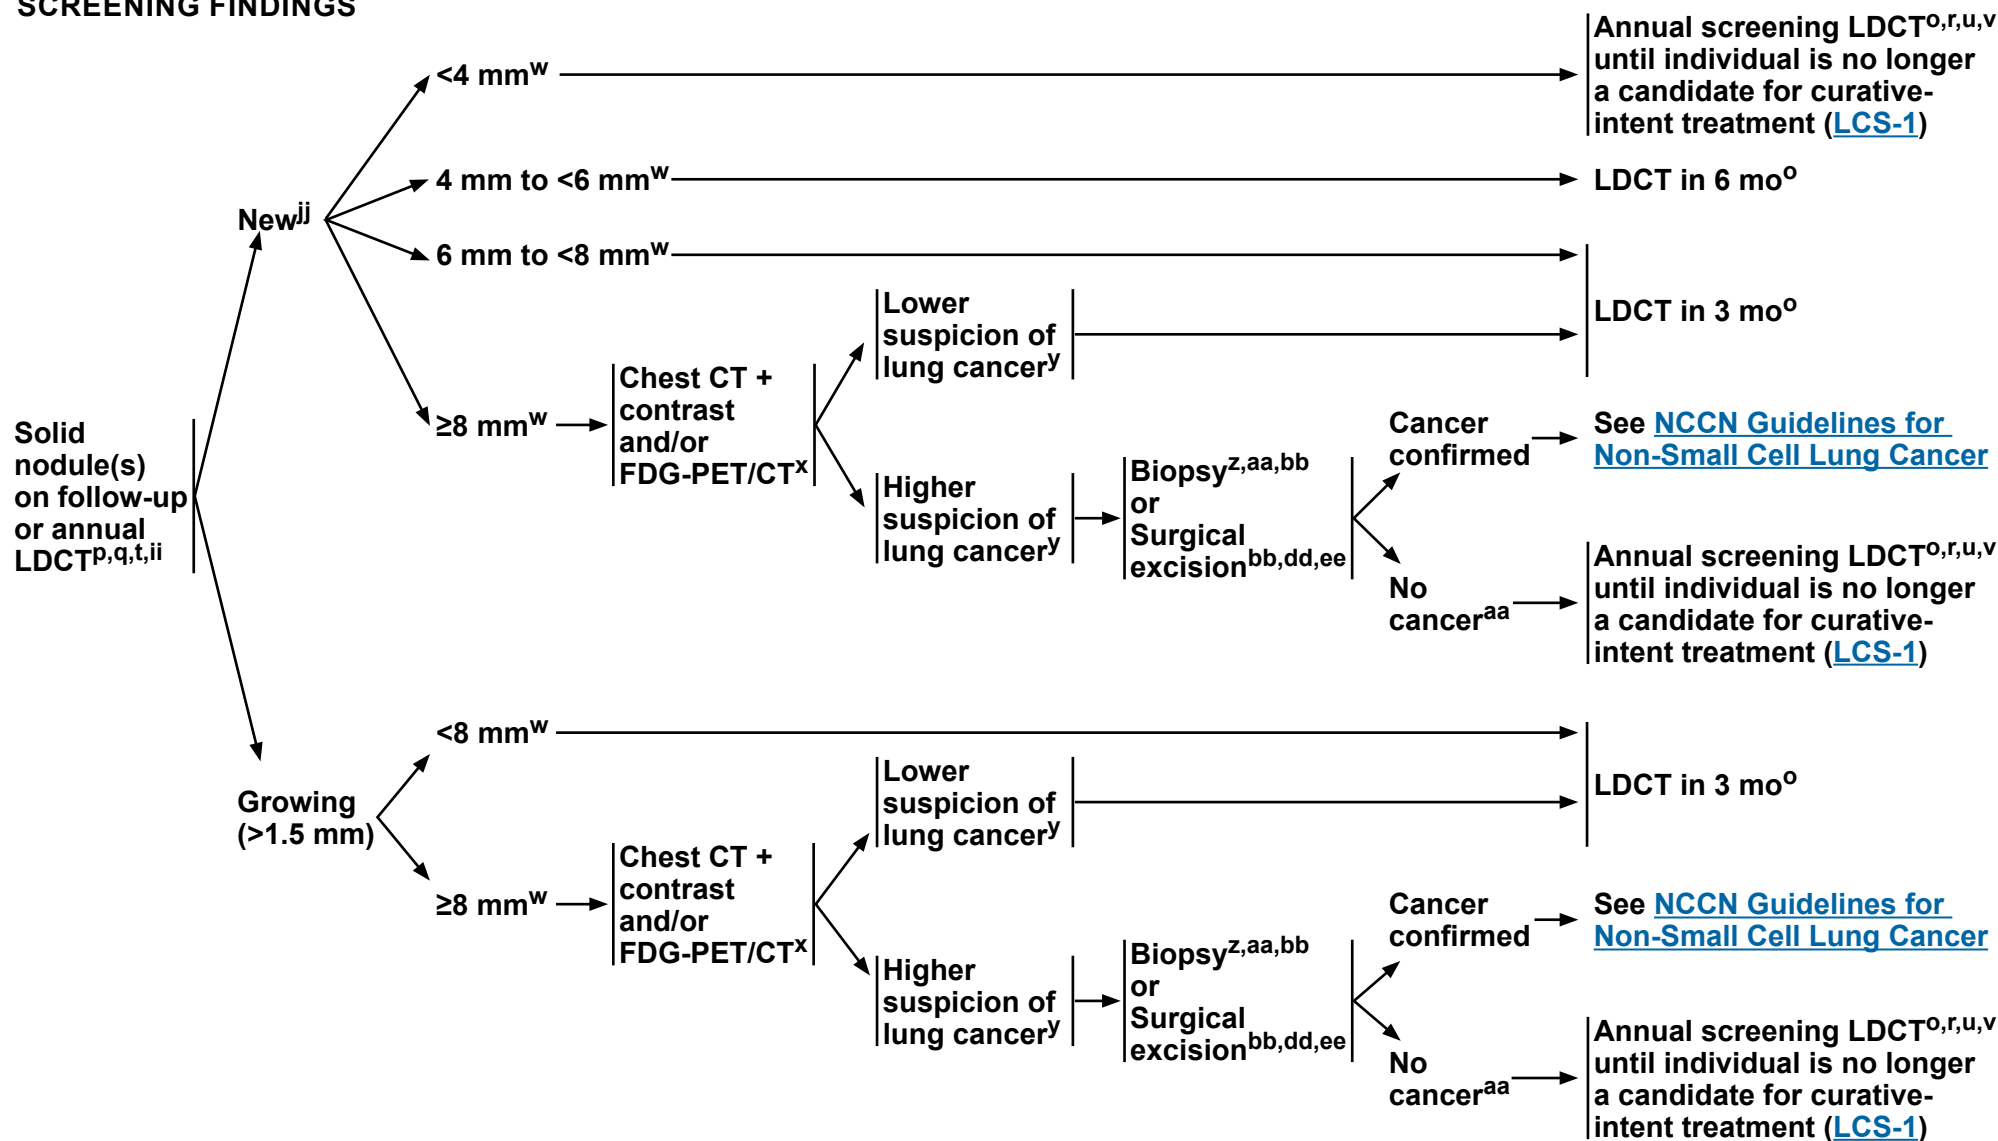 SCREENING FINDINGS
Solid
nodule(s)
on follow-up
or annual
LDCTp,q,t,ii
Newjj
<4 mmw
Annual screening LDCTo,r,u,v
until individual is no longer
a candidate for curative-
intent treatment (LCS-1)
4 mm to <6 mmw
LDCT in 6 moo
6 mm to <8 mmw
LDCT in 3 moo
≥8 mmw
Chest CT +
contrast
and/or
FDG-PET/CTx
Lower
suspicion of
lung cancery
Higher
suspicion of
lung cancery
Biopsyz,aa,bb
or
Surgical
excisionbb,dd,ee
Cancer
confirmed
See NCCN Guidelines for
Non-Small Cell Lung Cancer
No
canceraa
Annual screening LDCTo,r,u,v
until individual is no longer
a candidate for curative-
intent treatment (LCS-1)
Growing
(>1.5 mm)
<8 mmw
LDCT in 3 moo
≥8 mmw
Chest CT +
contrast
and/or
FDG-PET/CTx
Lower
suspicion of
lung cancery
Higher
suspicion of
lung cancery
Biopsyz,aa,bb
or
Surgical
excisionbb,dd,ee
Cancer
confirmed
See NCCN Guidelines for
Non-Small Cell Lung Cancer
No
canceraa
Annual screening LDCTo,r,u,v
until individual is no longer
a candidate for curative-
intent treatment (LCS-1)